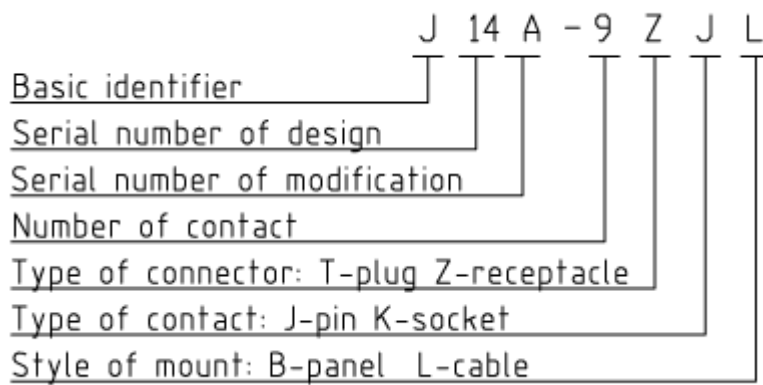 J 14 A - 9 Z J L
Basic identifier
Serial number of design
Serial number of modification
Number of contact
Type of connector: T-plug Z-receptacle
Type of contact: J-pin K-socket
Style of mount: B-panel L-cable